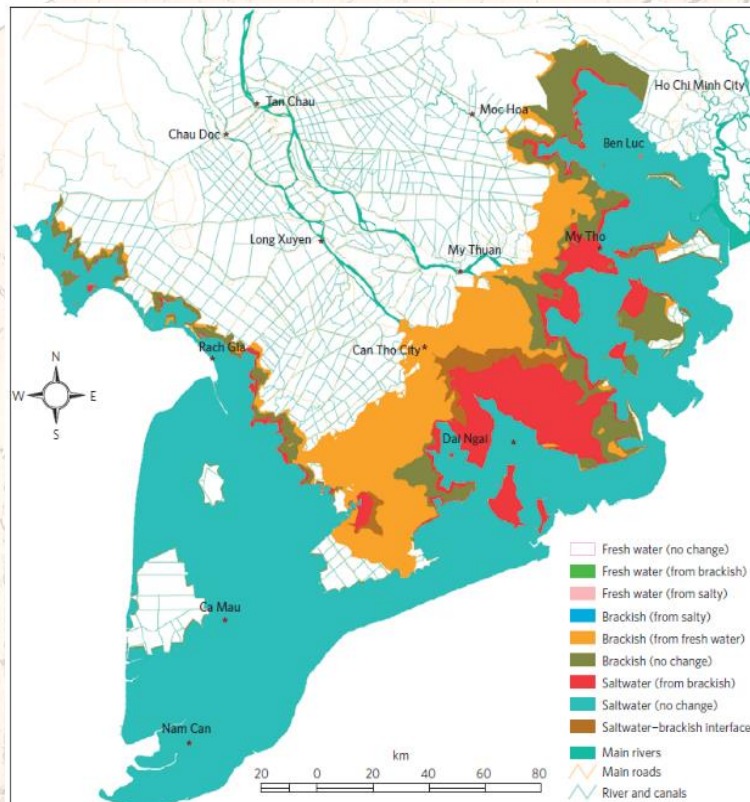 Ho Chi Minh City
Tan Chau
Moc Hoa
Chau Doc
Ben Luc
Long Xuyen
My Tho
My Thuan
Rach Gia
Can Tho City
N
W E
S
Dai Ngai
Fresh water (no change)
Fresh water (from brackish)
Fresh water (from salty)
Brackish (from salty)
Ca Mau
Brackish (from fresh water)
Brackish (no change)
Saltwater (from brackish)
Saltwater (no change)
Saltwater–brackish interface
Nam Can
km
Main rivers
Main roads
20 0 20 40 60 80
River and canals